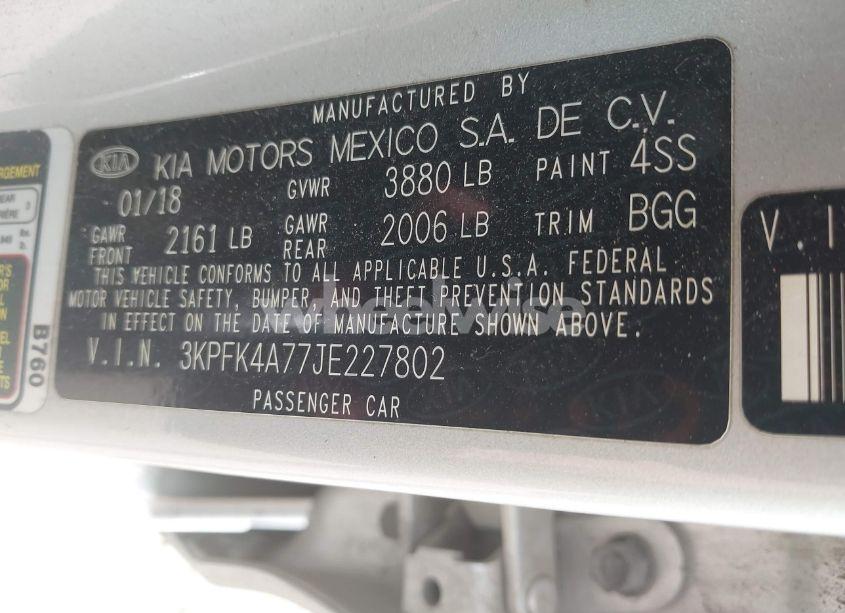 MANUFACTURED BY
KIA KIA MOTORS MEXICO S.A. DE C.V.
01/18 GVWR 3880 LB PAINT 4SS
GAWR FRONT 2161 LB GAWR REAR 2006 LB TRIM BGG
THIS VEHICLE CONFORMS TO ALL APPLICABLE U.S.A. FEDERAL
MOTOR VEHICLE SAFETY, BUMPER, AND THEFT PREVENTION STANDARDS
IN EFFECT ON THE DATE OF MANUFACTURE SHOWN ABOVE.
V.I.N. 3KPFK4A77JE227802
PASSENGER CAR
B760
V.I
KIA